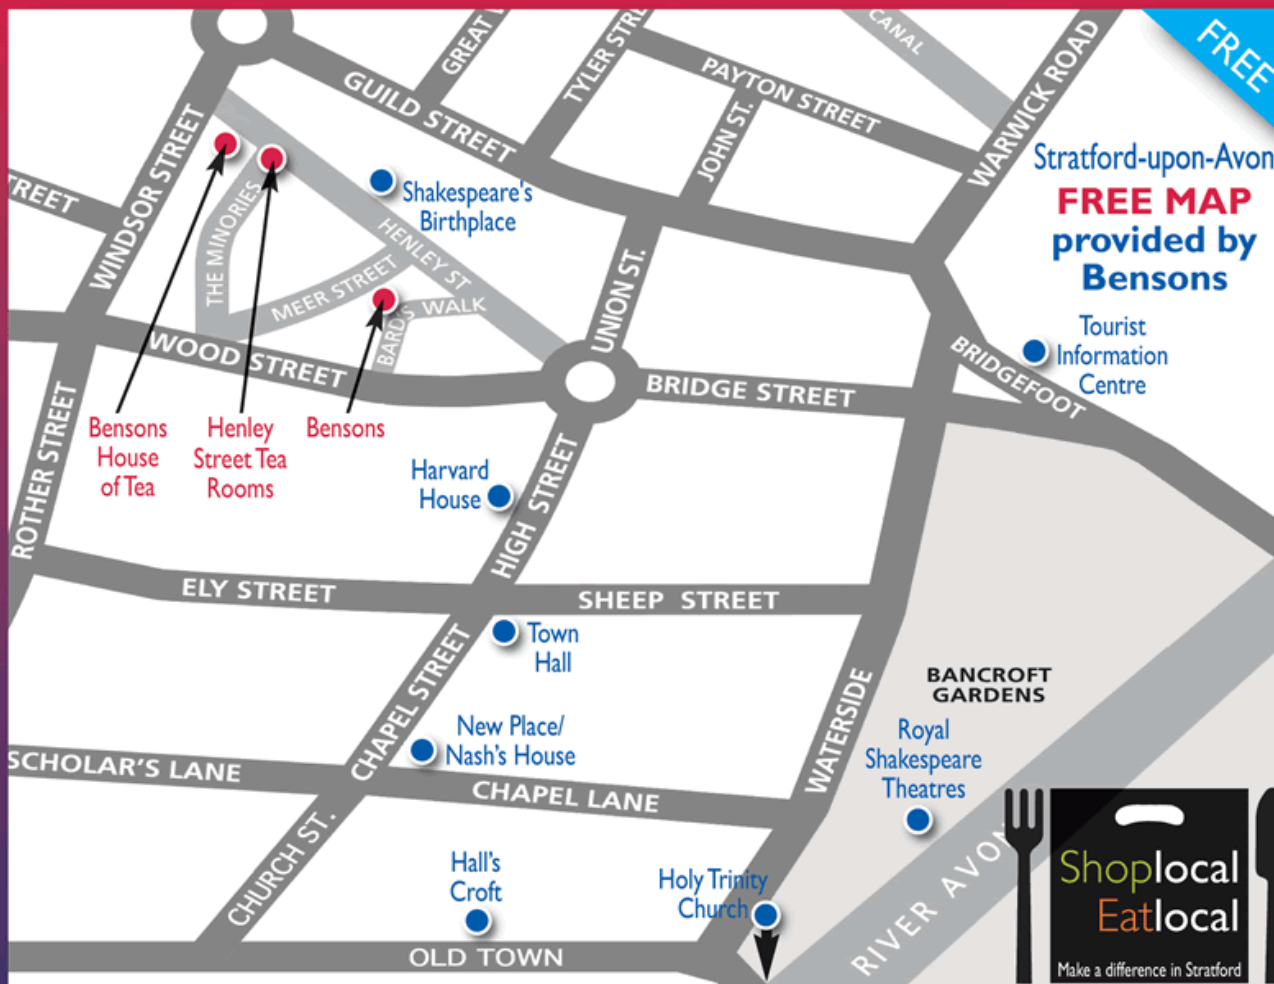 FREE
Stratford-upon-Avon
FREE MAP
provided by
Bensons
CANAL
WARWICK ROAD
PAYTON STREET
JOHN ST.
TYLER
GREAT
GUILD STREET
WINDSOR STREET
THE MINORIES
Shakespeare's
Birthplace
HENLEY ST
MEER STREET
BARDS WALK
UNION ST.
WOOD STREET
BRIDGE STREET
BRIDGEFOOT
Tourist
Information
Centre
Bensons
House
of Tea
Henley
Street Tea
Rooms
Bensons
ROTHER STREET
Harvard
House
HIGH STREET
ELY STREET
SHEEP STREET
Town
Hall
CHAPEL STREET
New Place/
Nash's House
WATERSIDE
BANCROFT
GARDENS
Royal
Shakespeare
Theatres
SCHOLAR'S LANE
CHAPEL LANE
CHURCH ST.
Hall's
Croft
Holy Trinity
Church
OLD TOWN
RIVER AVON
Shoplocal
Eatlocal
Make a difference in Stratford